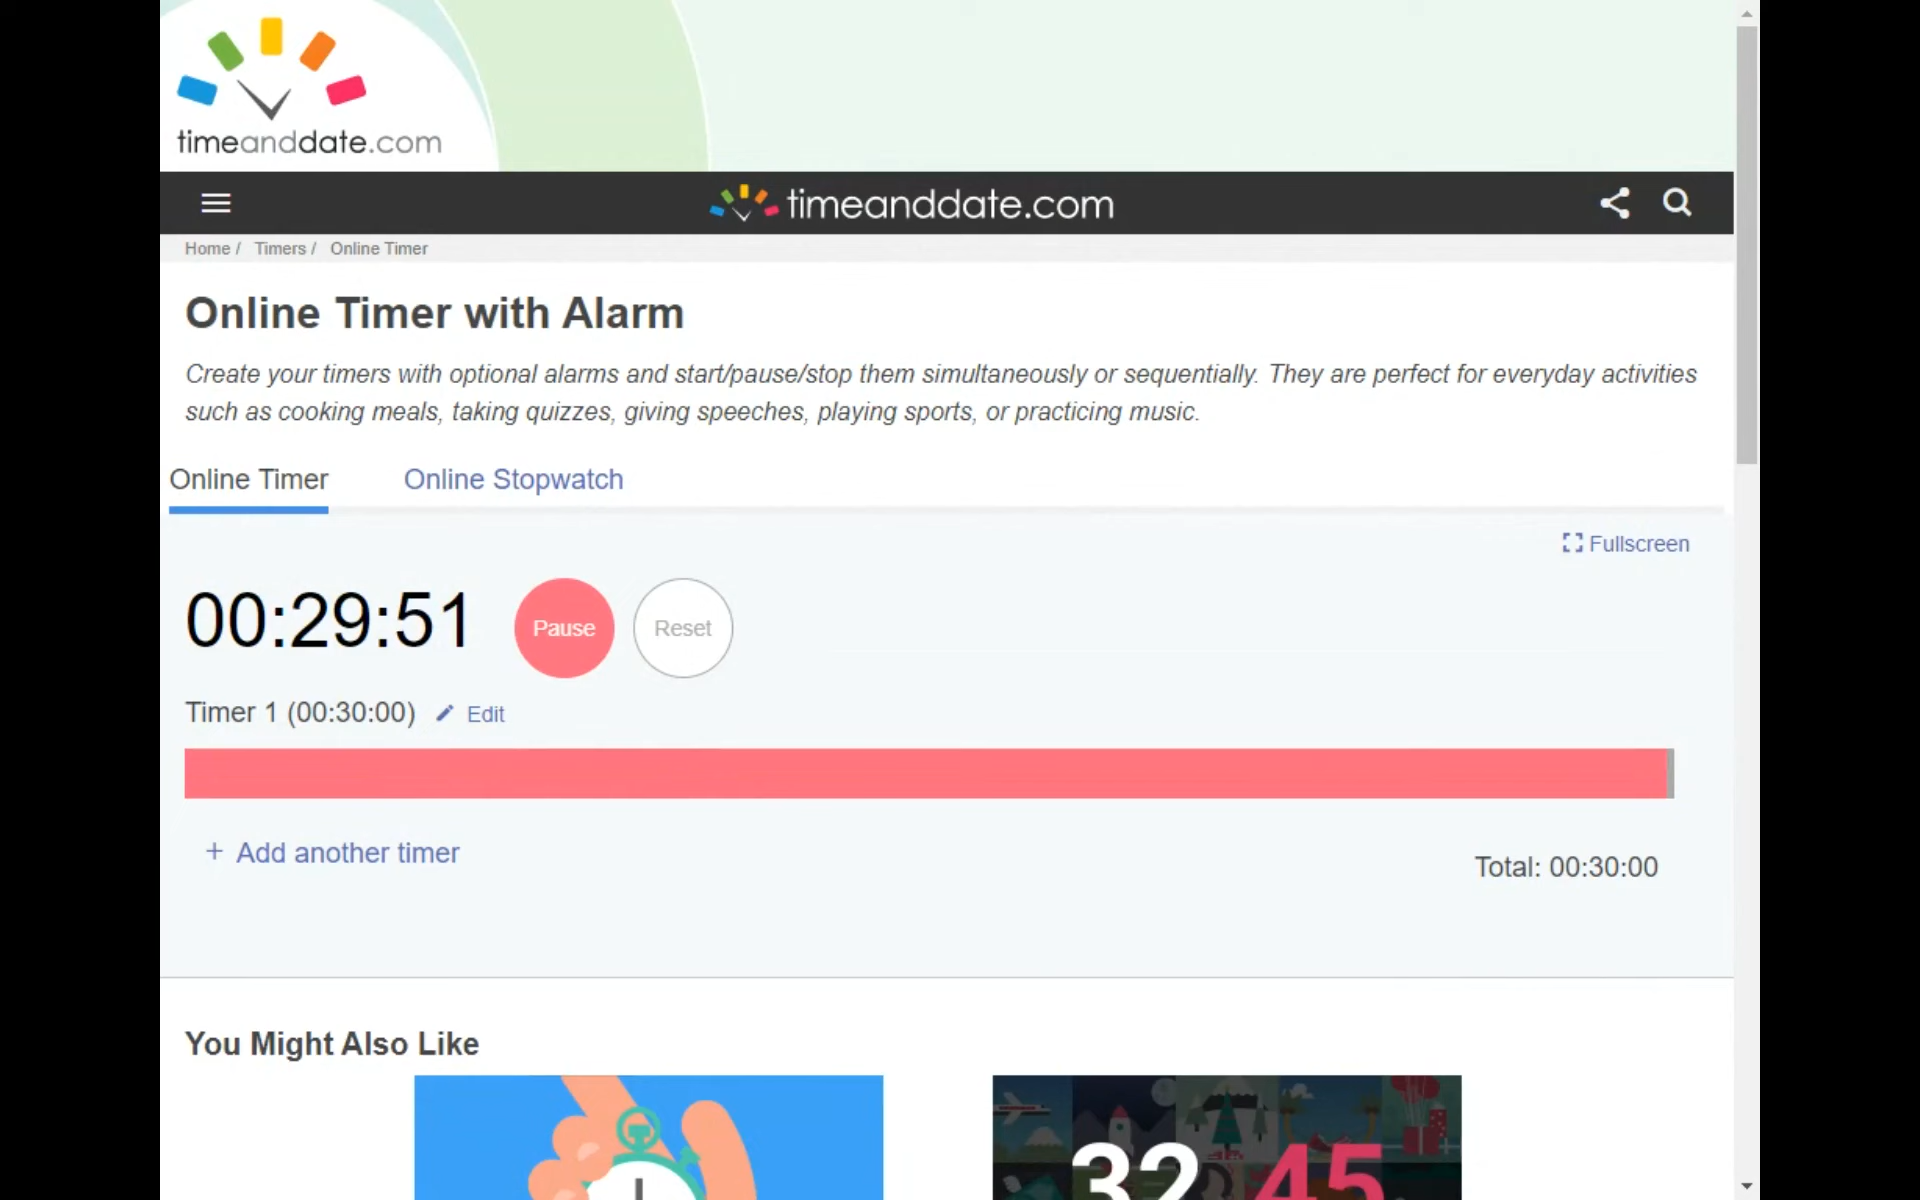 timeanddate.com
timeanddate.com
Home / Timers / Online Timer
Online Timer with Alarm
Create your timers with optional alarms and start/pause/stop them simultaneously or sequentially. They are perfect for everyday activities
such as cooking meals, taking quizzes, giving speeches, playing sports, or practicing music.
Online Timer Online Stopwatch
Fullscreen
00:29:51 Pause Reset
Timer 1 (00:30:00) Edit
+ Add another timer
Total: 00:30:00
You Might Also Like
32 45